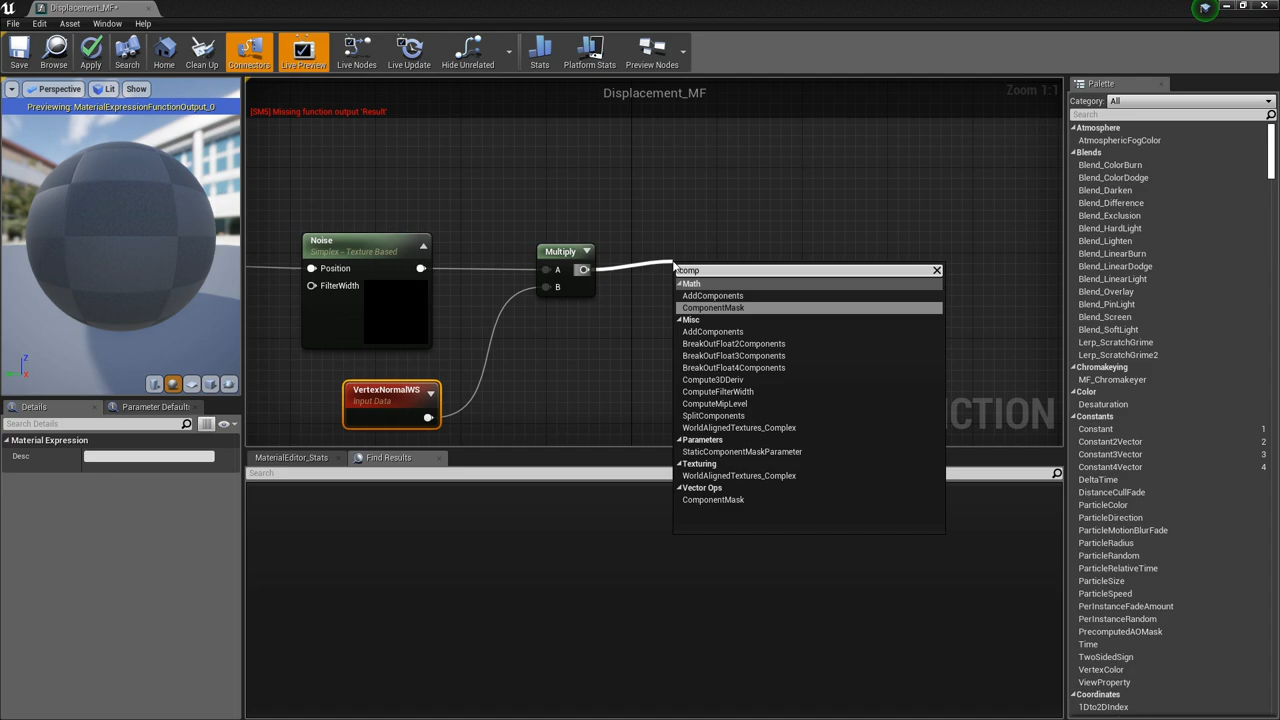 Displacement_MF*
File Edit Asset Window Help
Save Browse Apply Search Home Clean Up Connectors Live Preview Live Nodes Live Update Hide Unrelated Stats Platform Stats Preview Nodes
Perspective Lit Show
Previewing: MaterialExpressionFunctionOutput_0
Details Parameter Default
Search Details
Material Expression
Desc
Displacement_MF
Zoom 1:1
[SM5] Missing function output 'Result'
Noise
Simplex - Texture Based
Position
FilterWidth
Multiply
A
B
VertexNormalWS
Input Data
comp
Math
AddComponents
ComponentMask
Misc
AddComponents
BreakOutFloat2Components
BreakOutFloat3Components
BreakOutFloat4Components
Compute3DDeriv
ComputeFilterWidth
ComputeMipLevel
SplitComponents
WorldAlignedTextures_Complex
Parameters
StaticComponentMaskParameter
Texturing
WorldAlignedTextures_Complex
Vector Ops
ComponentMask
MaterialEditor_Stats Find Results
Search
Palette
Category: All
Search
Atmosphere
AtmosphericFogColor
Blends
Blend_ColorBurn
Blend_ColorDodge
Blend_Darken
Blend_Difference
Blend_Exclusion
Blend_HardLight
Blend_Lighten
Blend_LinearBurn
Blend_LinearDodge
Blend_LinearLight
Blend_Overlay
Blend_PinLight
Blend_Screen
Blend_SoftLight
Lerp_ScratchGrime
Lerp_ScratchGrime2
Chromakeying
MF_Chromakeyer
Color
Desaturation
Constants
Constant 1
Constant2Vector 2
Constant3Vector 3
Constant4Vector 4
DeltaTime
DistanceCullFade
ParticleColor
ParticleDirection
ParticleMotionBlurFade
ParticleRadius
ParticleRandom
ParticleRelativeTime
ParticleSize
ParticleSpeed
PerInstanceFadeAmount
PerInstanceRandom
PrecomputedAOMask
Time
TwoSidedSign
VertexColor
ViewProperty
Coordinates
1Dto2DIndex